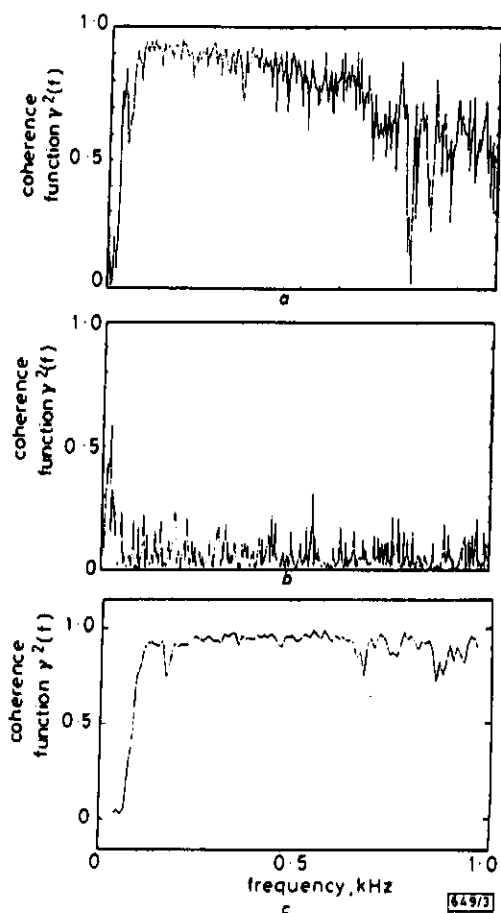 1·0
coherence
function γ²(f)
0·5
0
a
1·0
coherence
function γ²(f)
0·5
0
b
1·0
coherence
function γ²(f)
0·5
0
0 0·5 1·0
frequency, kHz
c
649/3